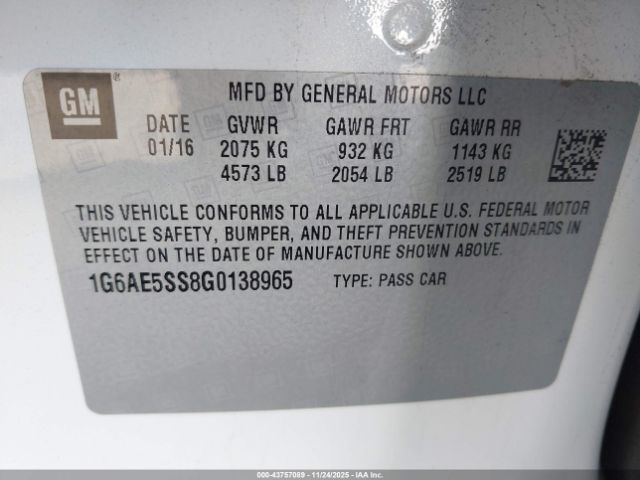 GM ®
MFD BY GENERAL MOTORS LLC
DATE GVWR GAWR FRT GAWR RR
01/16 2075 KG 932 KG 1143 KG
4573 LB 2054 LB 2519 LB
THIS VEHICLE CONFORMS TO ALL APPLICABLE U.S. FEDERAL MOTOR
VEHICLE SAFETY, BUMPER, AND THEFT PREVENTION STANDARDS IN
EFFECT ON THE DATE OF MANUFACTURE SHOWN ABOVE.
1G6AE5SS8G0138965 TYPE: PASS CAR
000-43757089 - 11/24/2025 - COPYRIGHT IAA